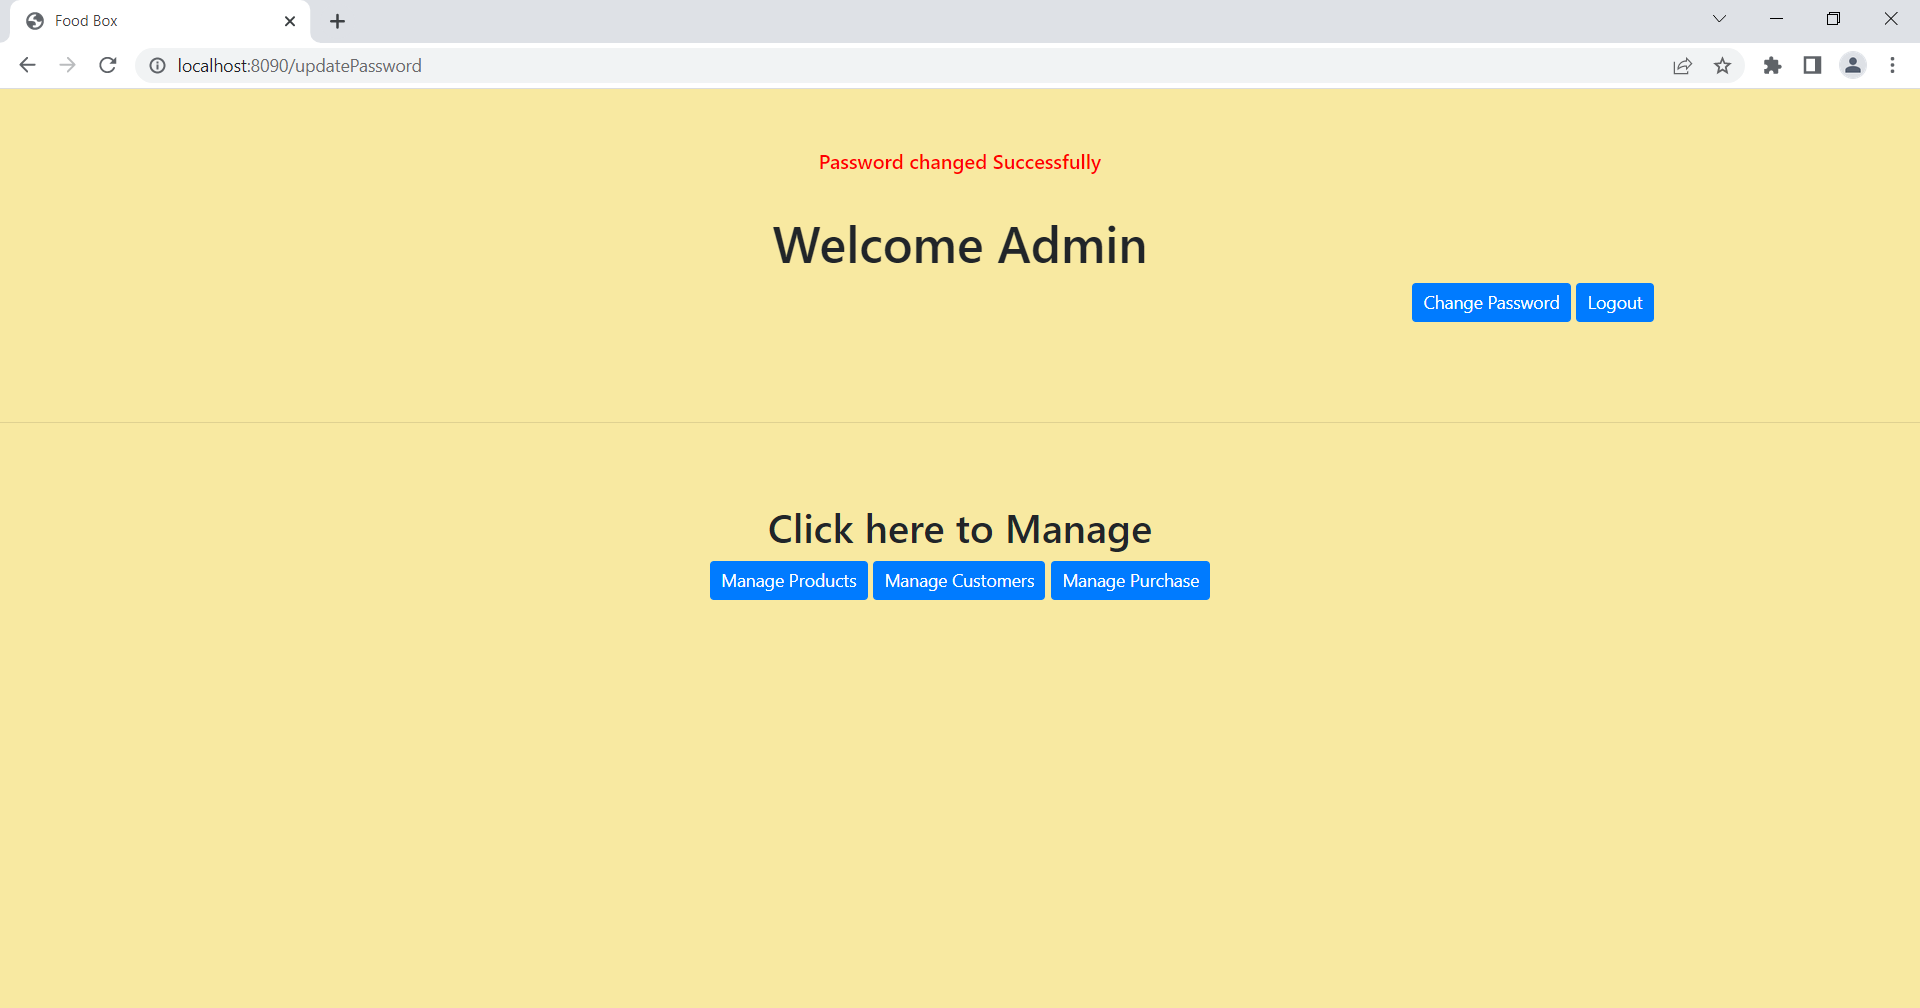 Food Box
localhost:8090/updatePassword
Password changed Successfully
Welcome Admin
Change Password Logout
Click here to Manage
Manage Products Manage Customers Manage Purchase